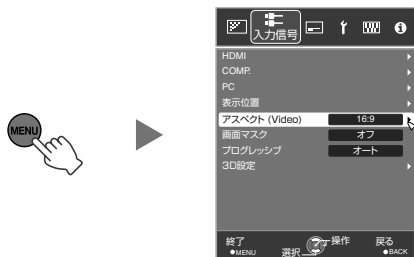 MENU
入力信号
HDMI
COMP.
PC
表示位置
アスペクト (Video) 16:9
画面マスク オフ
プログレッシブ オート
3D設定
終了 操作 戻る
●MENU 選択 ●BACK